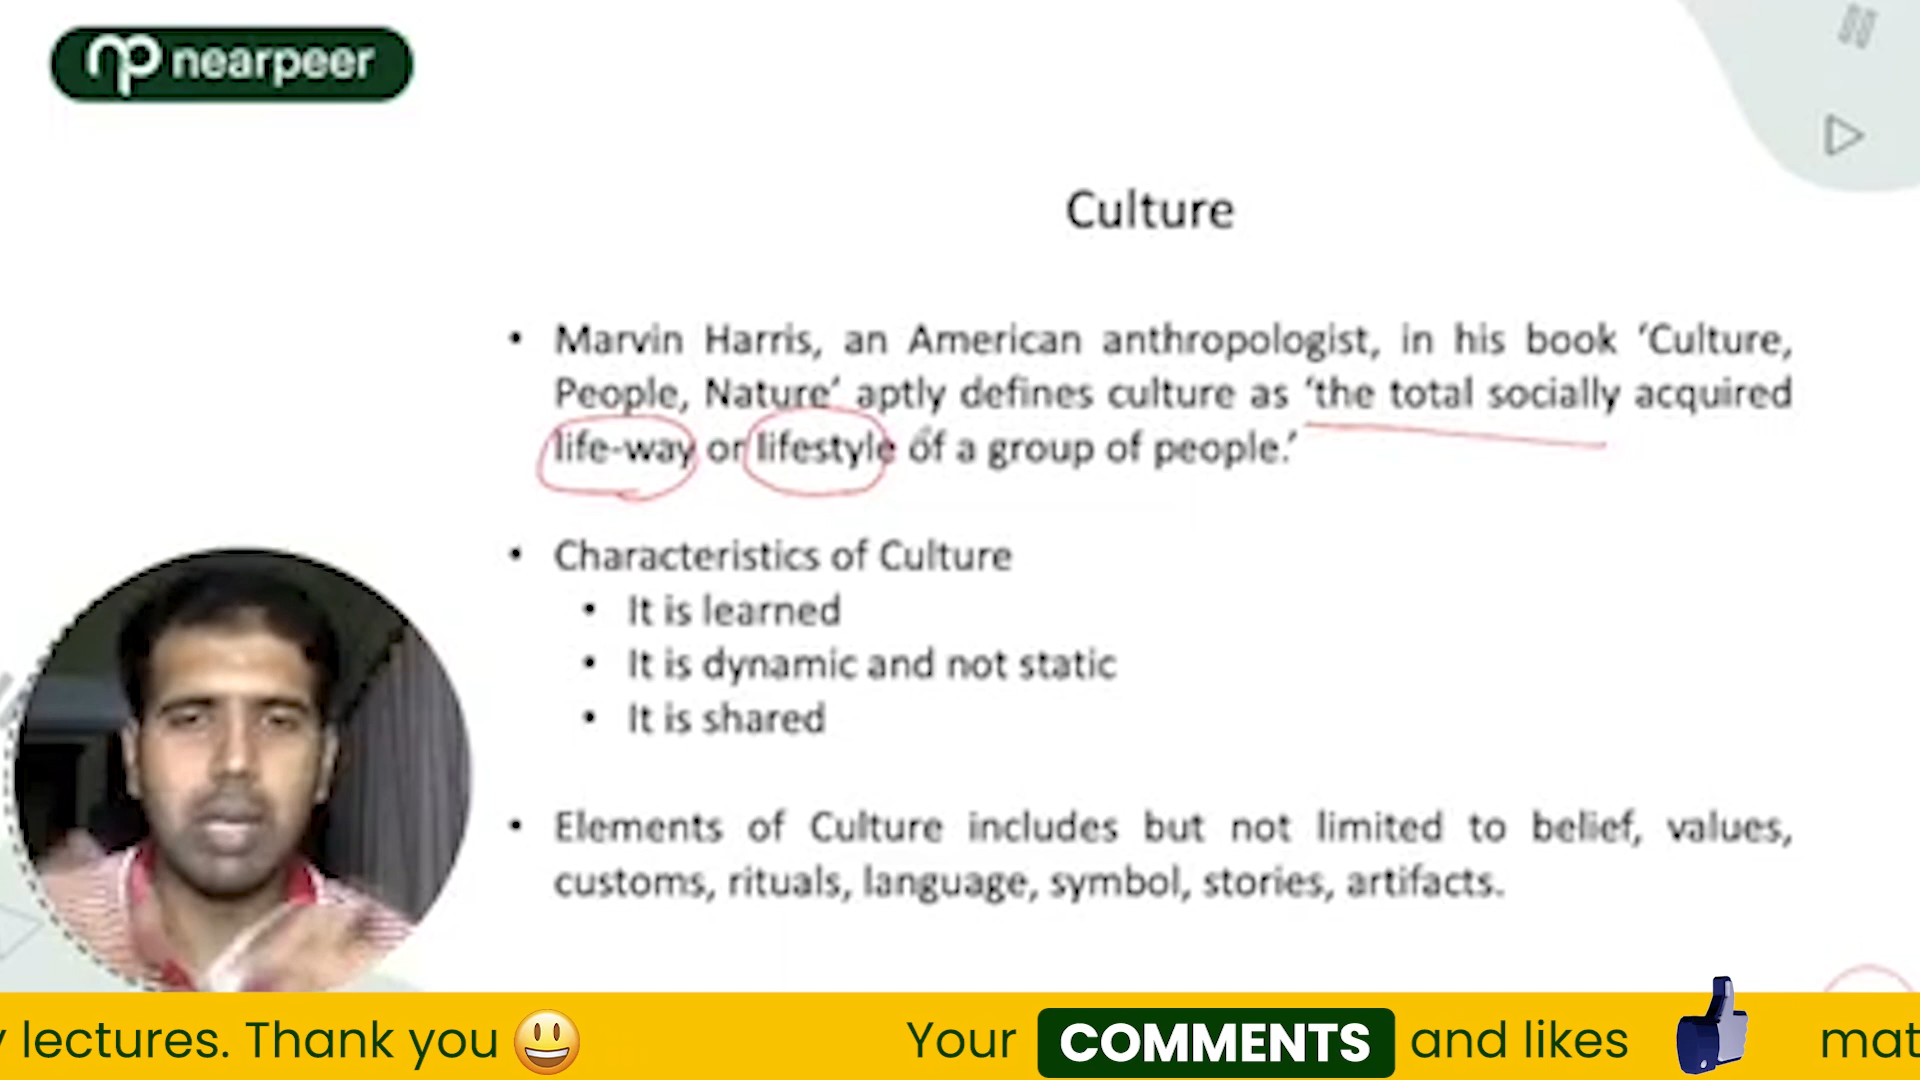 nearpeer
Culture
• Marvin Harris, an American anthropologist, in his book ‘Culture,
People, Nature’ aptly defines culture as ‘the total socially acquired
life-way or lifestyle of a group of people.’
• Characteristics of Culture
• It is learned
• It is dynamic and not static
• It is shared
• Elements of Culture includes but not limited to belief, values,
customs, rituals, language, symbol, stories, artifacts.
lectures. Thank you 😃 Your COMMENTS and likes 👍